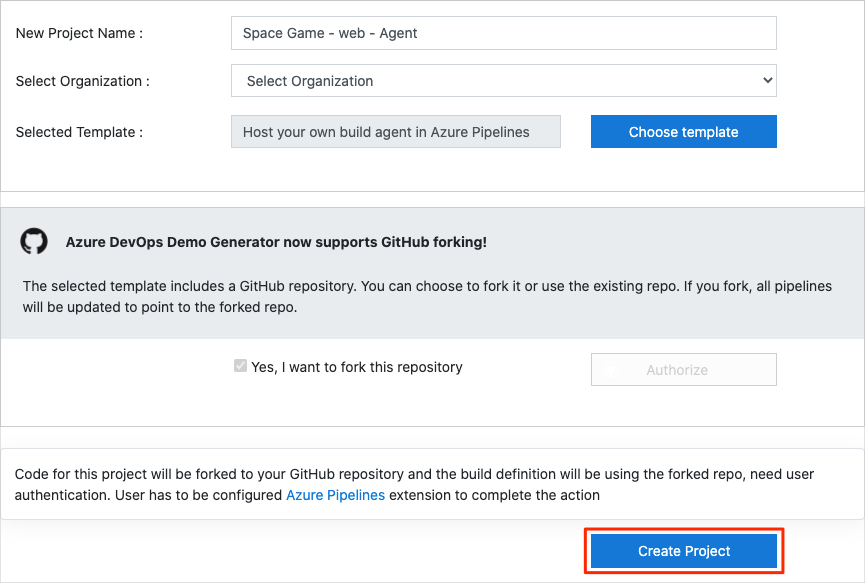 New Project Name :
Space Game - web - Agent
Select Organization :
Select Organization
Selected Template :
Host your own build agent in Azure Pipelines
Choose template
Azure DevOps Demo Generator now supports GitHub forking!
The selected template includes a GitHub repository. You can choose to fork it or use the existing repo. If you fork, all pipelines
will be updated to point to the forked repo.
Yes, I want to fork this repository
Authorize
Code for this project will be forked to your GitHub repository and the build definition will be using the forked repo, need user
authentication. User has to be configured Azure Pipelines extension to complete the action
Create Project